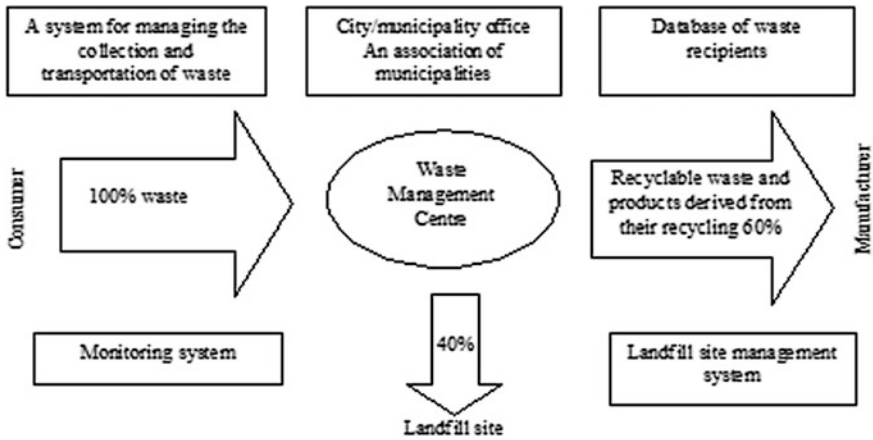 A system for managing the
collection and
transportation of waste
City/municipality office
An association of
municipalities
Database of waste
recipients
Consumer
100% waste
Waste
Management
Centre
Recyclable waste and
products derived from
their recycling 60%
Manufacturer
Monitoring system
40%
Landfill site management
system
Landfill site